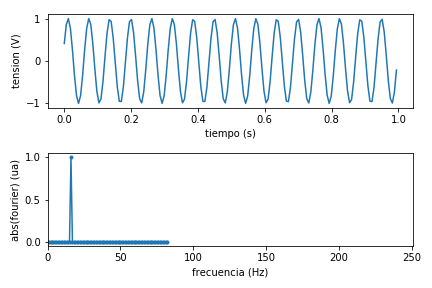 tension (V)
1
0
−1
0.0 0.2 0.4 0.6 0.8 1.0
tiempo (s)
abs(fourier) (ua)
1.0
0.5
0.0
0 50 100 150 200 250
frecuencia (Hz)